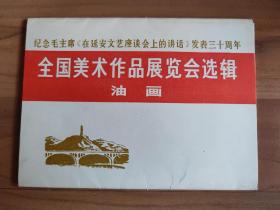 纪念毛主席《在延安文艺座谈会上的讲话》发表三十周年
全国美术作品展览会选辑
油画